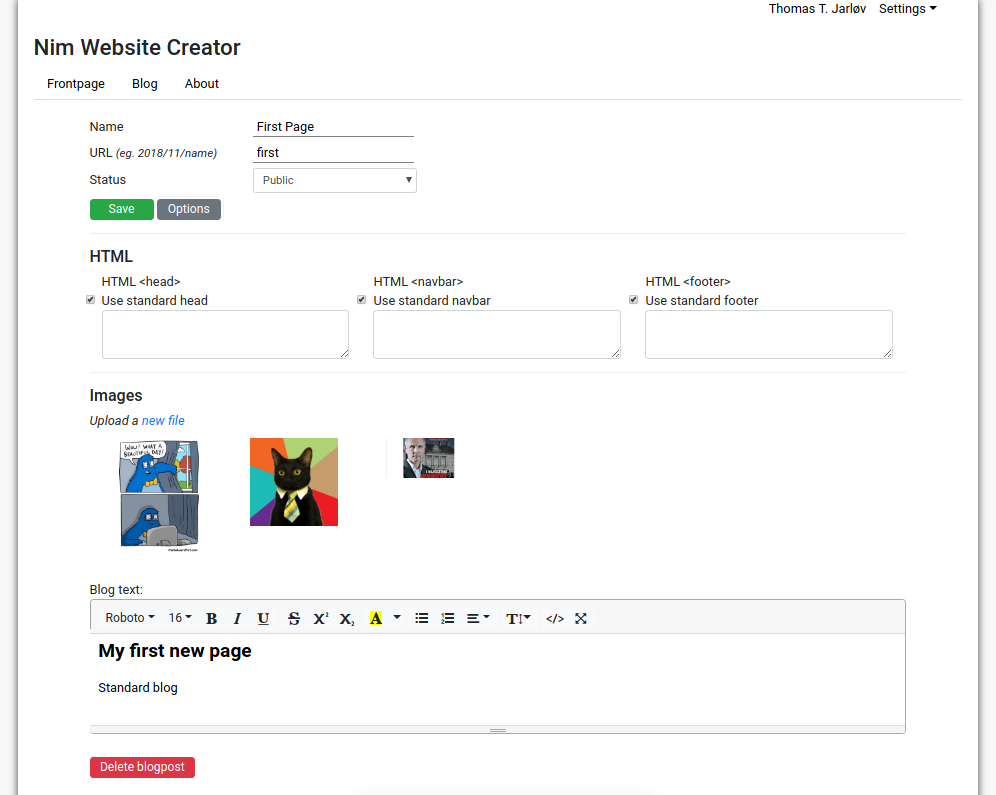 Thomas T. Jarløv Settings
Nim Website Creator
Frontpage Blog About
Name First Page
URL (eg. 2018/11/name) first
Status Public
Save Options
HTML
HTML <head> HTML <navbar> HTML <footer>
Use standard head Use standard navbar Use standard footer
Images
Upload a new file
WOW! WHAT A
BEAUTIFUL DAY!
Blog text:
Roboto 16 B I U S X² X₂ A T </>
My first new page
Standard blog
Delete blogpost